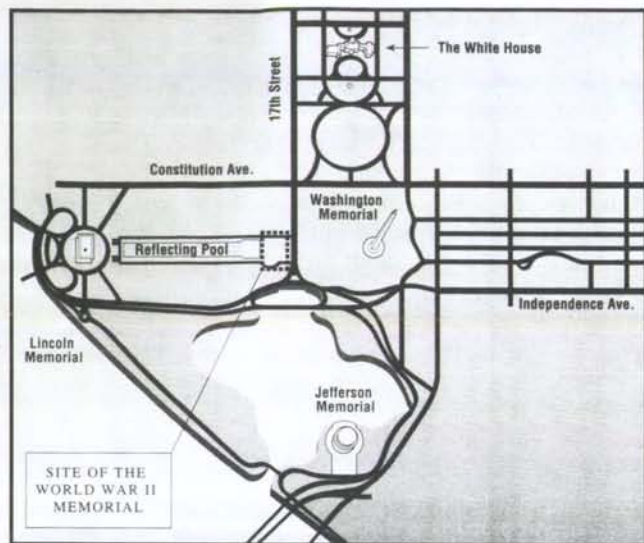 The White House
17th Street
Constitution Ave.
Washington
Memorial
Reflecting Pool
Independence Ave.
Lincoln
Memorial
Jefferson
Memorial
SITE OF THE
WORLD WAR II
MEMORIAL